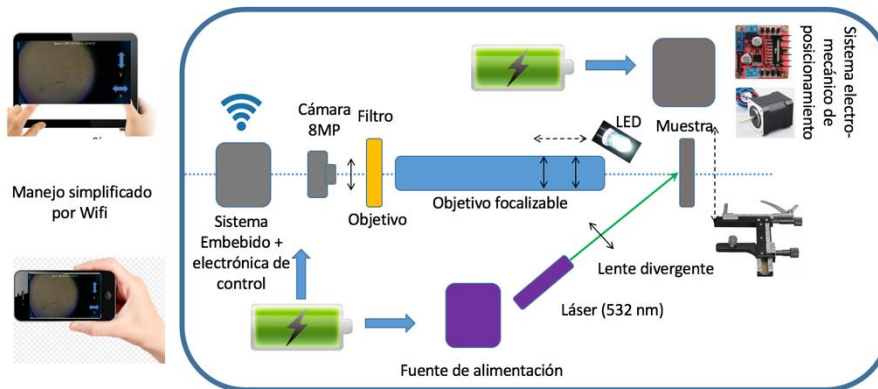 Manejo simplificado
por Wifi
Cámara
8MP
Filtro
LED
Muestra
Sistema electro-
mecánico de
posicionamiento
Sistema
Embebido +
electrónica de
control
Objetivo
Objetivo focalizable
Lente divergente
Láser (532 nm)
Fuente de alimentación